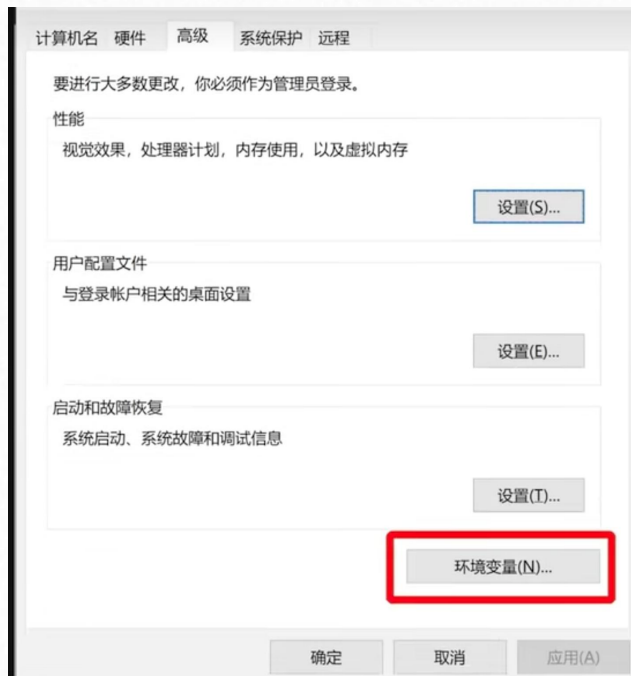 计算机名 硬件 高级 系统保护 远程
要进行大多数更改，你必须作为管理员登录。
性能
视觉效果，处理器计划，内存使用，以及虚拟内存
设置(S)...
用户配置文件
与登录帐户相关的桌面设置
设置(E)...
启动和故障恢复
系统启动、系统故障和调试信息
设置(T)...
环境变量(N)...
确定 取消 应用(A)